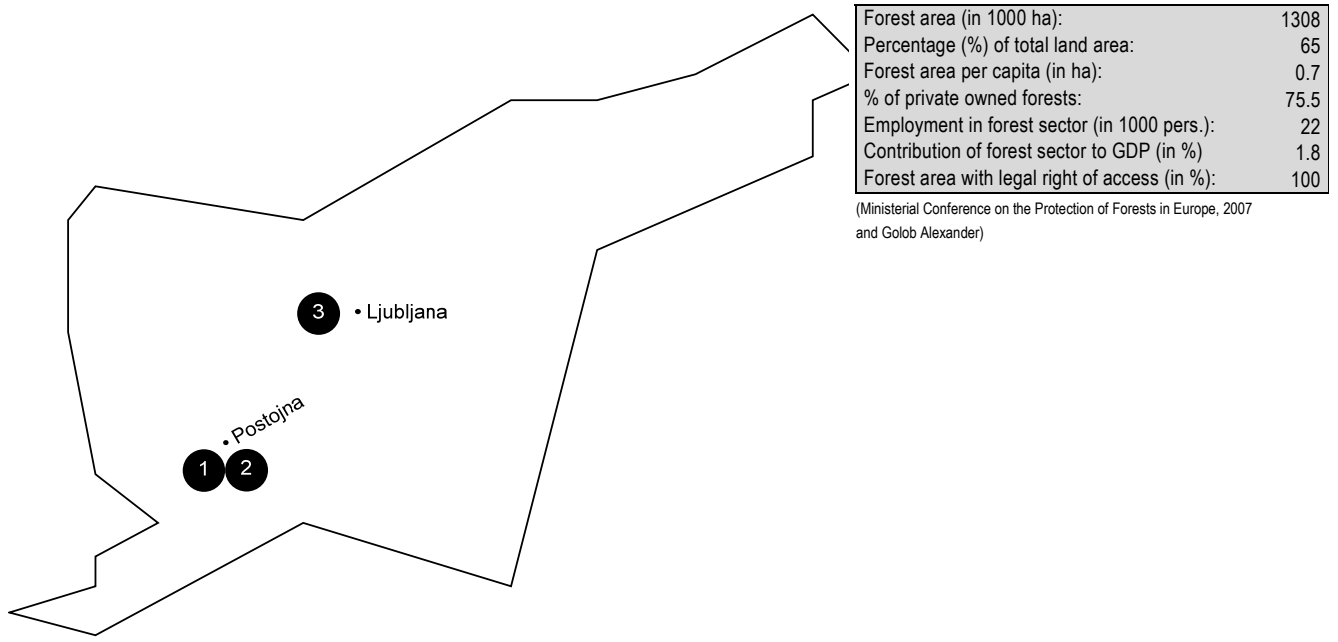 Forest area (in 1000 ha): 1308
Percentage (%) of total land area: 65
Forest area per capita (in ha): 0.7
% of private owned forests: 75.5
Employment in forest sector (in 1000 pers.): 22
Contribution of forest sector to GDP (in %) 1.8
Forest area with legal right of access (in %): 100
(Ministerial Conference on the Protection of Forests in Europe, 2007
and Golob Alexander)
3
Ljubljana
Postojna
1 2